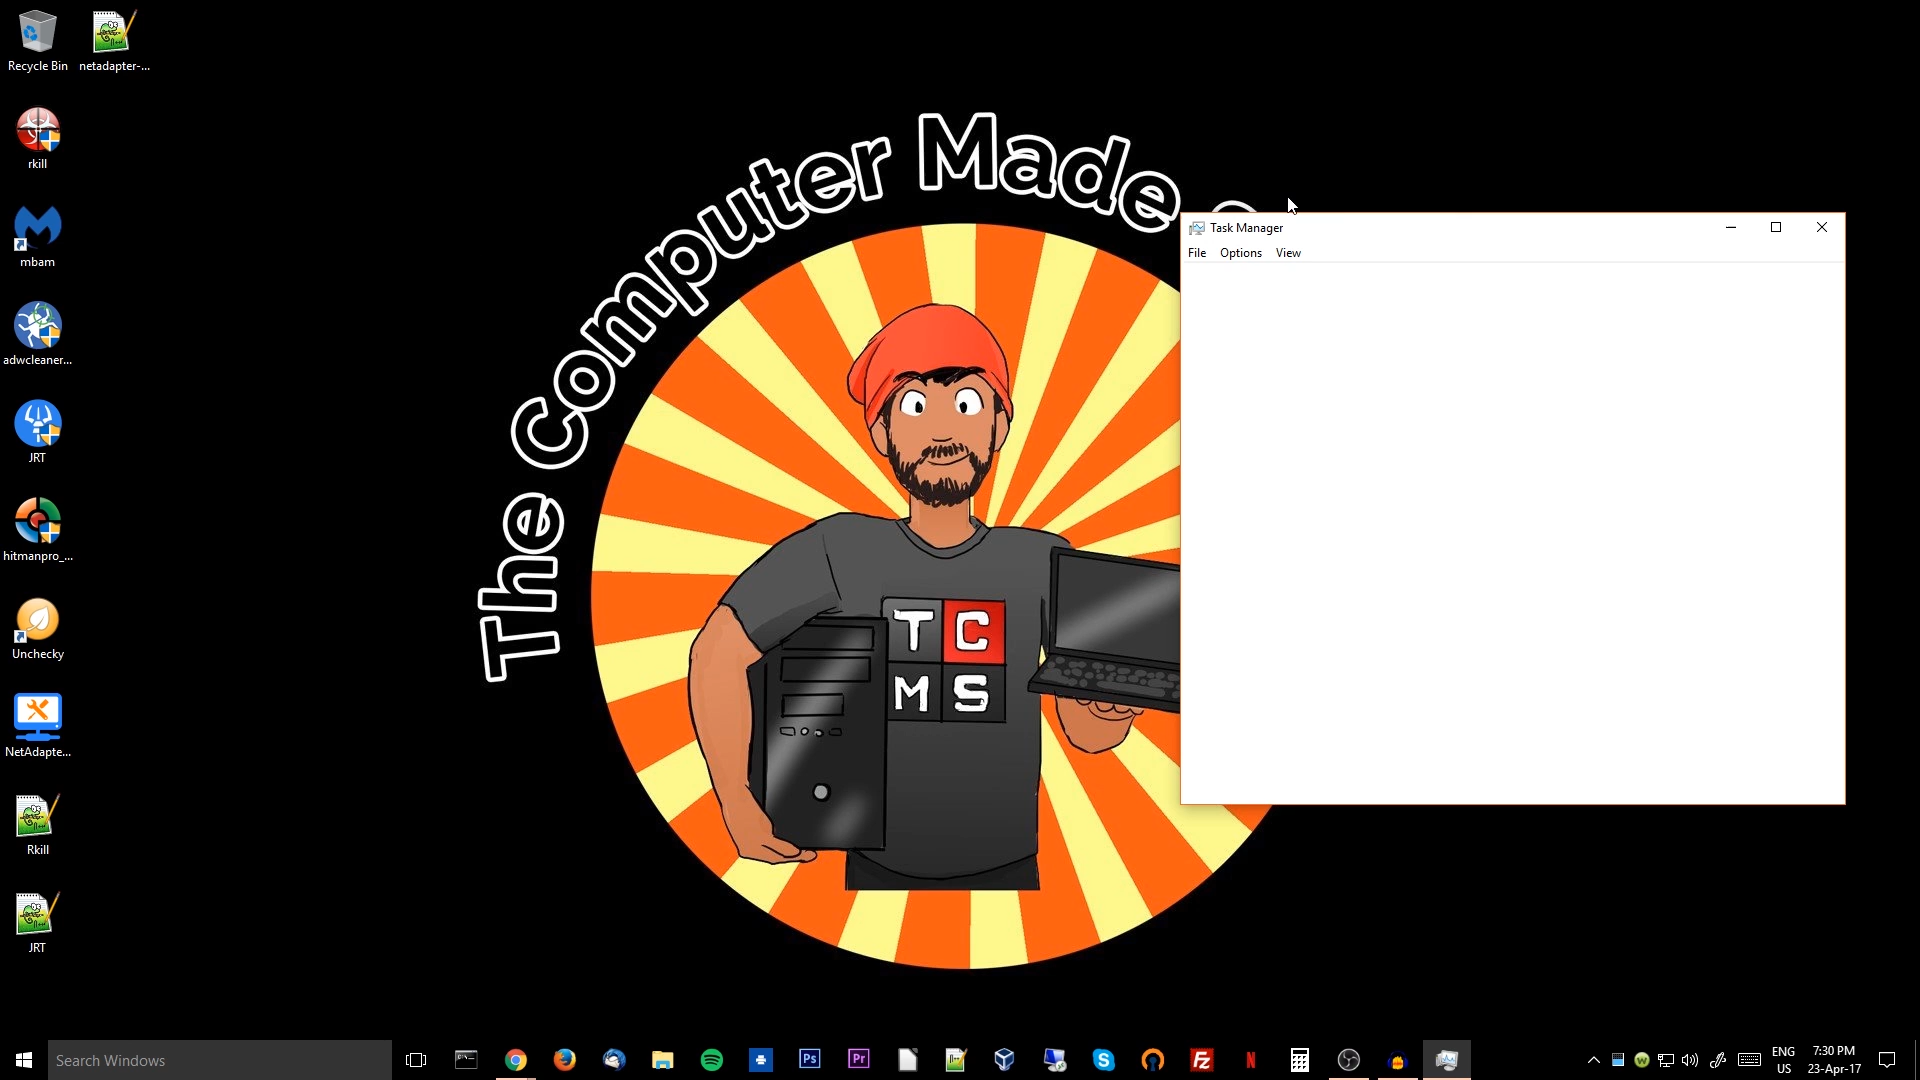 Recycle Bin
netadapter-...
rkill
mbam
adwcleaner...
JRT
hitmanpro_...
Unchecky
NetAdapte...
Rkill
JRT
The Computer Made
T C
M S
Task Manager
File Options View
Search Windows
Ps
Pr
ENG
US
7:30 PM
23-Apr-17